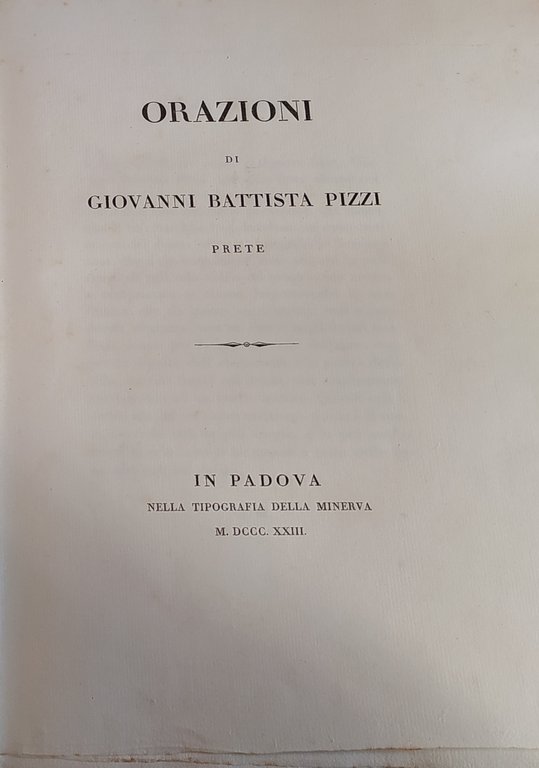 ORAZIONI
DI
GIOVANNI BATTISTA PIZZI
PRETE
IN PADOVA
NELLA TIPOGRAFIA DELLA MINERVA
M. DCCC. XXIII.